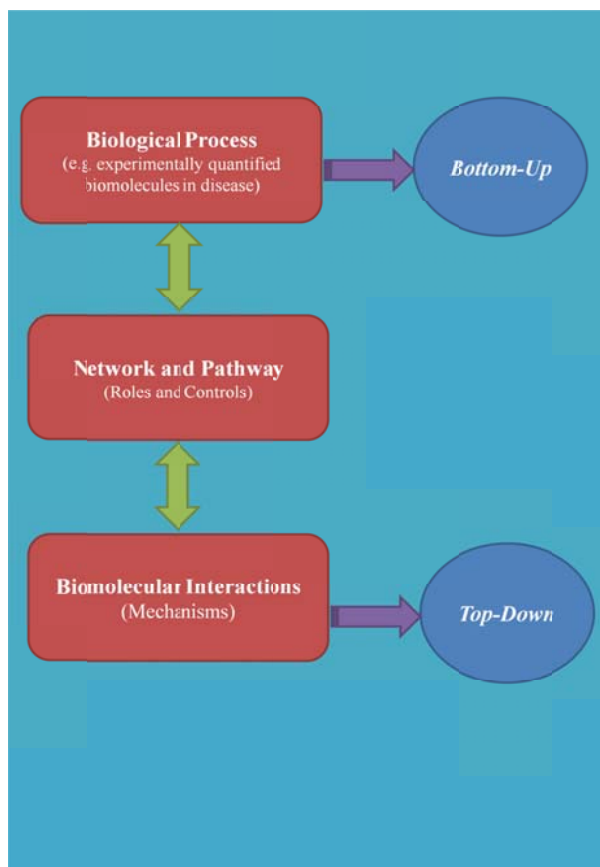 Biological Process
(e.g. experimentally quantified
biomolecules in disease)
Bottom-Up
Network and Pathway
(Roles and Controls)
Biomolecular Interactions
(Mechanisms)
Top-Down